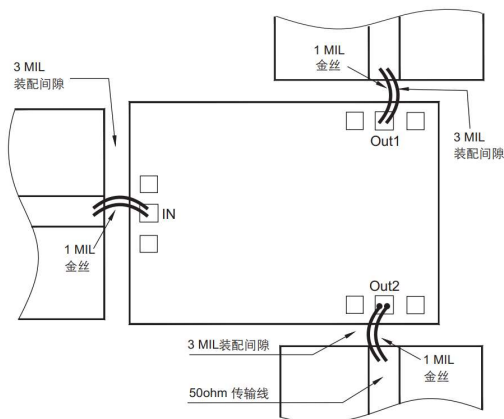 1 MIL
金丝
3 MIL
装配间隙
Out1
3 MIL
装配间隙
IN
1 MIL
金丝
Out2
3 MIL装配间隙
1 MIL
金丝
50ohm 传输线